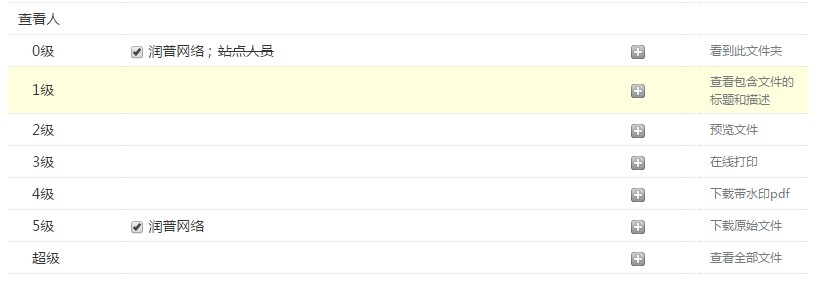 查看人
0级 润普网络 ; 站点人员 看到此文件夹
1级 查看包含文件的
标题和描述
2级 预览文件
3级 在线打印
4级 下载带水印pdf
5级 润普网络 下载原始文件
超级 查看全部文件